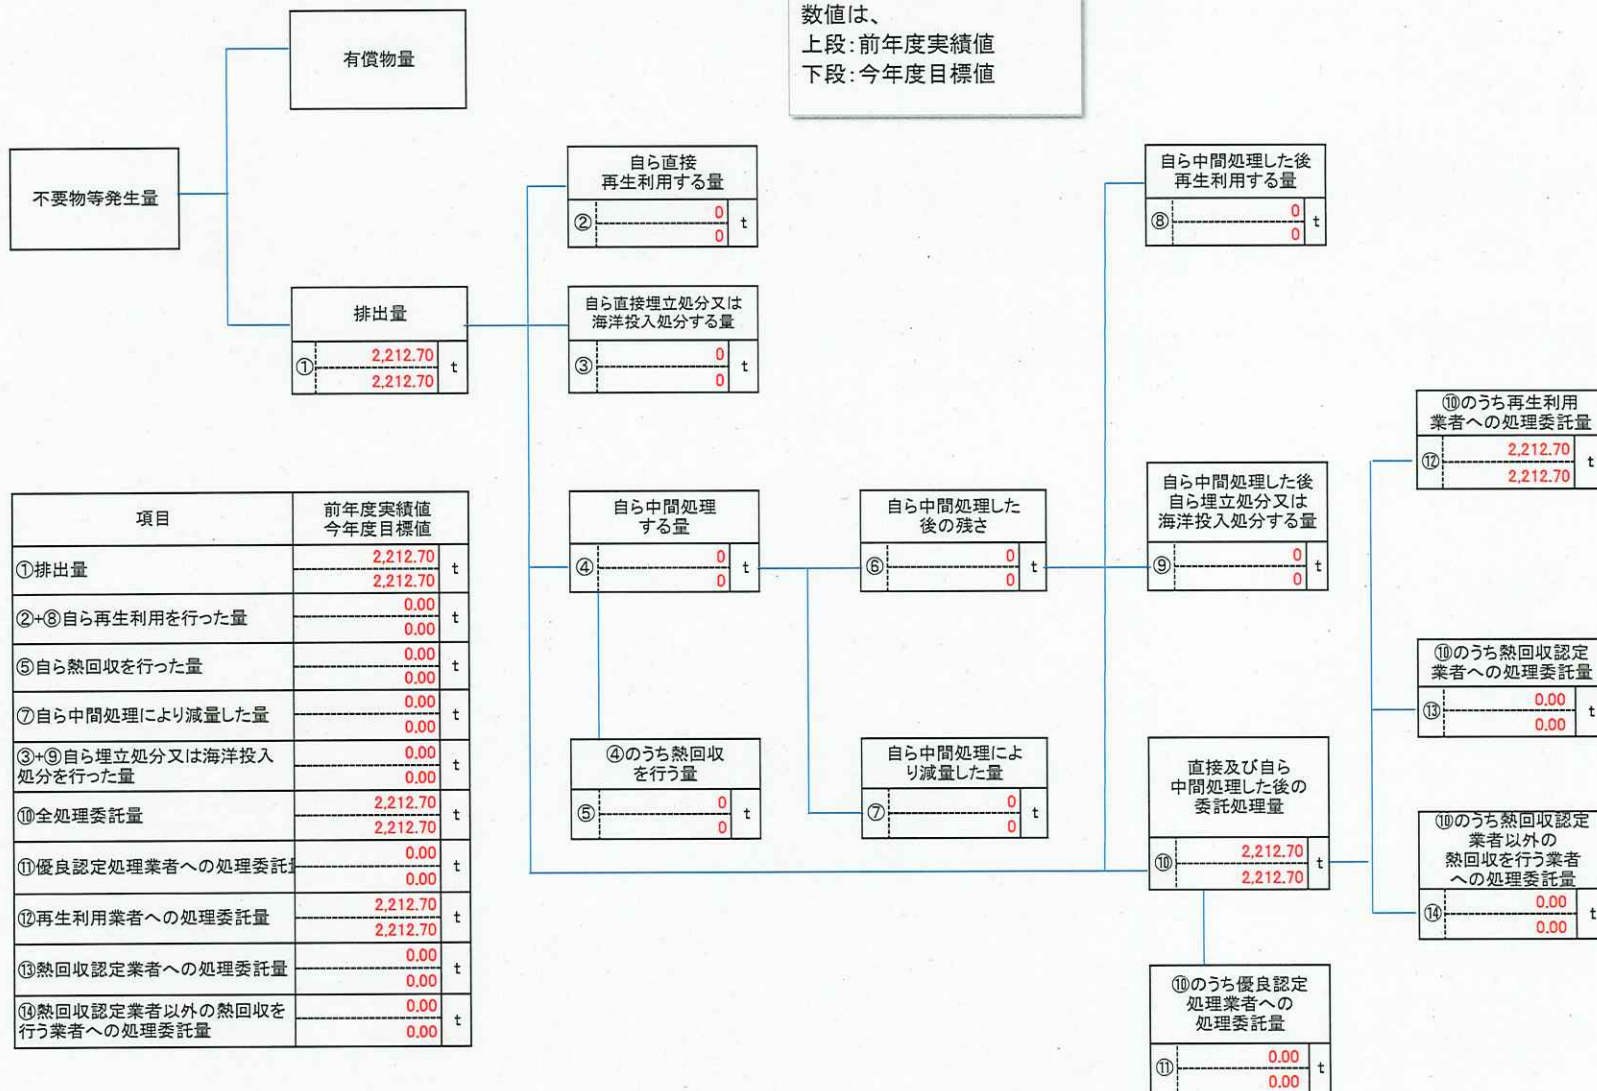 数値は、
上段:前年度実績値
下段:今年度目標値
有償物量
不要物等発生量
排出量
①
2,212.70
2,212.70
t
自ら直接
再生利用する量
②
0
0
t
自ら直接埋立処分又は
海洋投入処分する量
③
0
0
t
自ら中間処理
する量
④
0
0
t
④のうち熱回収
を行う量
⑤
0
0
t
自ら中間処理した
後の残さ
⑥
0
0
t
自ら中間処理によ
り減量した量
⑦
0
0
t
自ら中間処理した後
再生利用する量
⑧
0
0
t
自ら中間処理した後
自ら埋立処分又は
海洋投入処分する量
⑨
0
0
t
直接及び自ら
中間処理した後の
委託処理量
⑩
2,212.70
2,212.70
t
⑩のうち優良認定
処理業者への
処理委託量
⑪
0.00
0.00
t
⑩のうち再生利用
業者への処理委託量
⑫
2,212.70
2,212.70
t
⑩のうち熱回収認定
業者への処理委託量
⑬
0.00
0.00
t
⑩のうち熱回収認定
業者以外の
熱回収を行う業者
への処理委託量
⑭
0.00
0.00
t
項目
前年度実績値
今年度目標値
①排出量
2,212.70
2,212.70
t
②+⑧自ら再生利用を行った量
0.00
0.00
t
⑤自ら熱回収を行った量
0.00
0.00
t
⑦自ら中間処理により減量した量
0.00
0.00
t
③+⑨自ら埋立処分又は海洋投入
処分を行った量
0.00
0.00
t
⑩全処理委託量
2,212.70
2,212.70
t
⑪優良認定処理業者への処理委託
0.00
0.00
t
⑫再生利用業者への処理委託量
2,212.70
2,212.70
t
⑬熱回収認定業者への処理委託量
0.00
0.00
t
⑭熱回収認定業者以外の熱回収を
行う業者への処理委託量
0.00
0.00
t